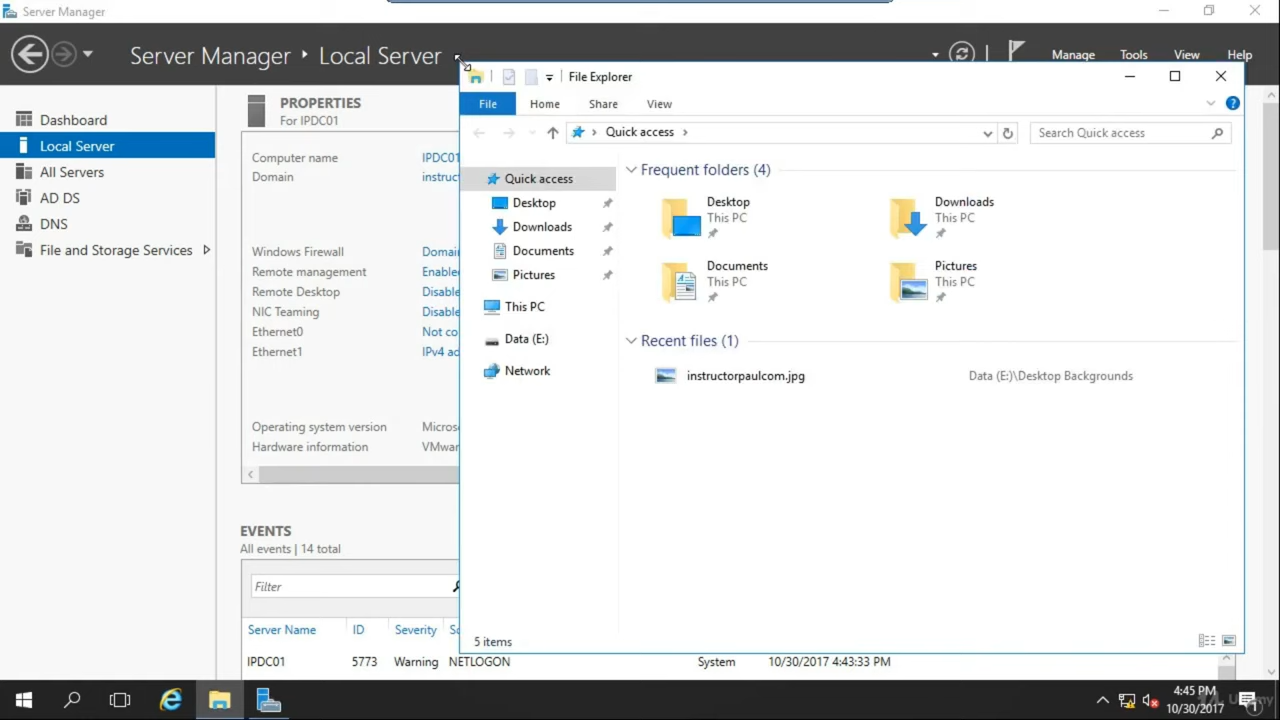 Server Manager
Server Manager ‣ Local Server
Manage Tools View Help
Dashboard
Local Server
All Servers
AD DS
DNS
File and Storage Services
PROPERTIES
For IPDC01
Computer name IPDC01
Domain instruct
Windows Firewall Domain
Remote management Enable
Remote Desktop Disable
NIC Teaming Disable
Ethernet0 Not co
Ethernet1 IPv4 ad
Operating system version Micros
Hardware information VMwar
EVENTS
All events | 14 total
Filter
Server Name ID Severity
IPDC01 5773 Warning NETLOGON System 10/30/2017 4:43:33 PM
File Explorer
File Home Share View
Quick access
Search Quick access
Quick access
Desktop
Downloads
Documents
Pictures
This PC
Data (E:)
Network
Frequent folders (4)
Desktop
This PC
Downloads
This PC
Documents
This PC
Pictures
This PC
Recent files (1)
instructorpaulcom.jpg Data (E:)\Desktop Backgrounds
5 items
4:45 PM
10/30/2017
1